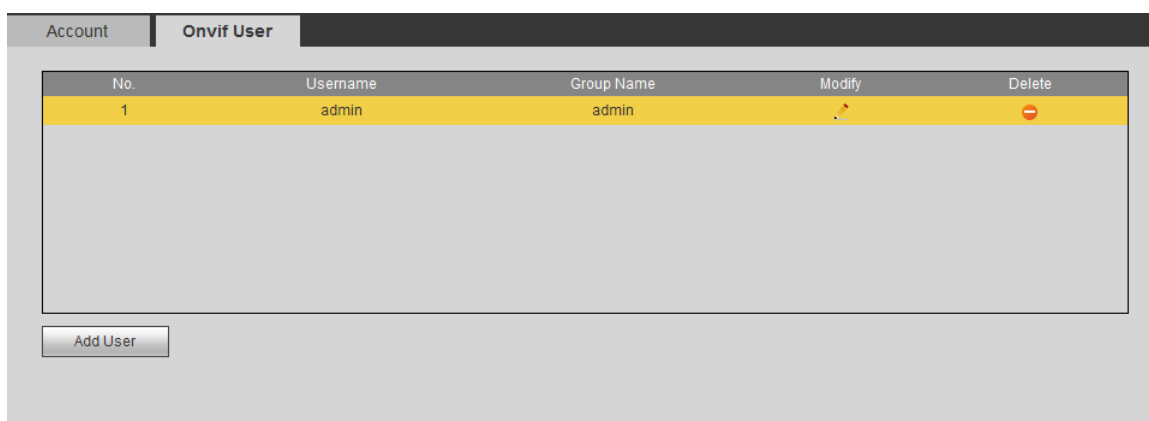 Account Onvif User
No. Username Group Name Modify Delete
1 admin admin
Add User